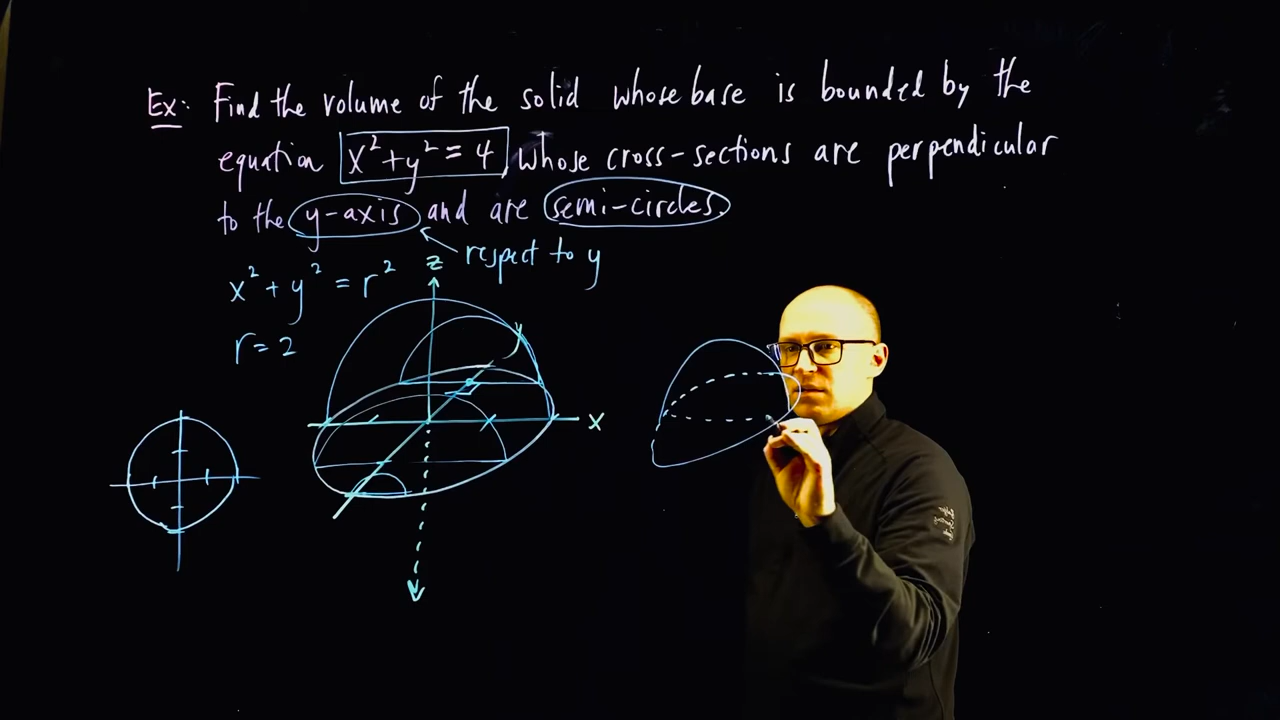 Ex: Find the volume of the solid whose base is bounded by the
equation x² + y² = 4, whose cross-sections are perpendicular
to the y-axis and are semi-circles.
respect to y
x² + y² = r²
r = 2
z
y
x